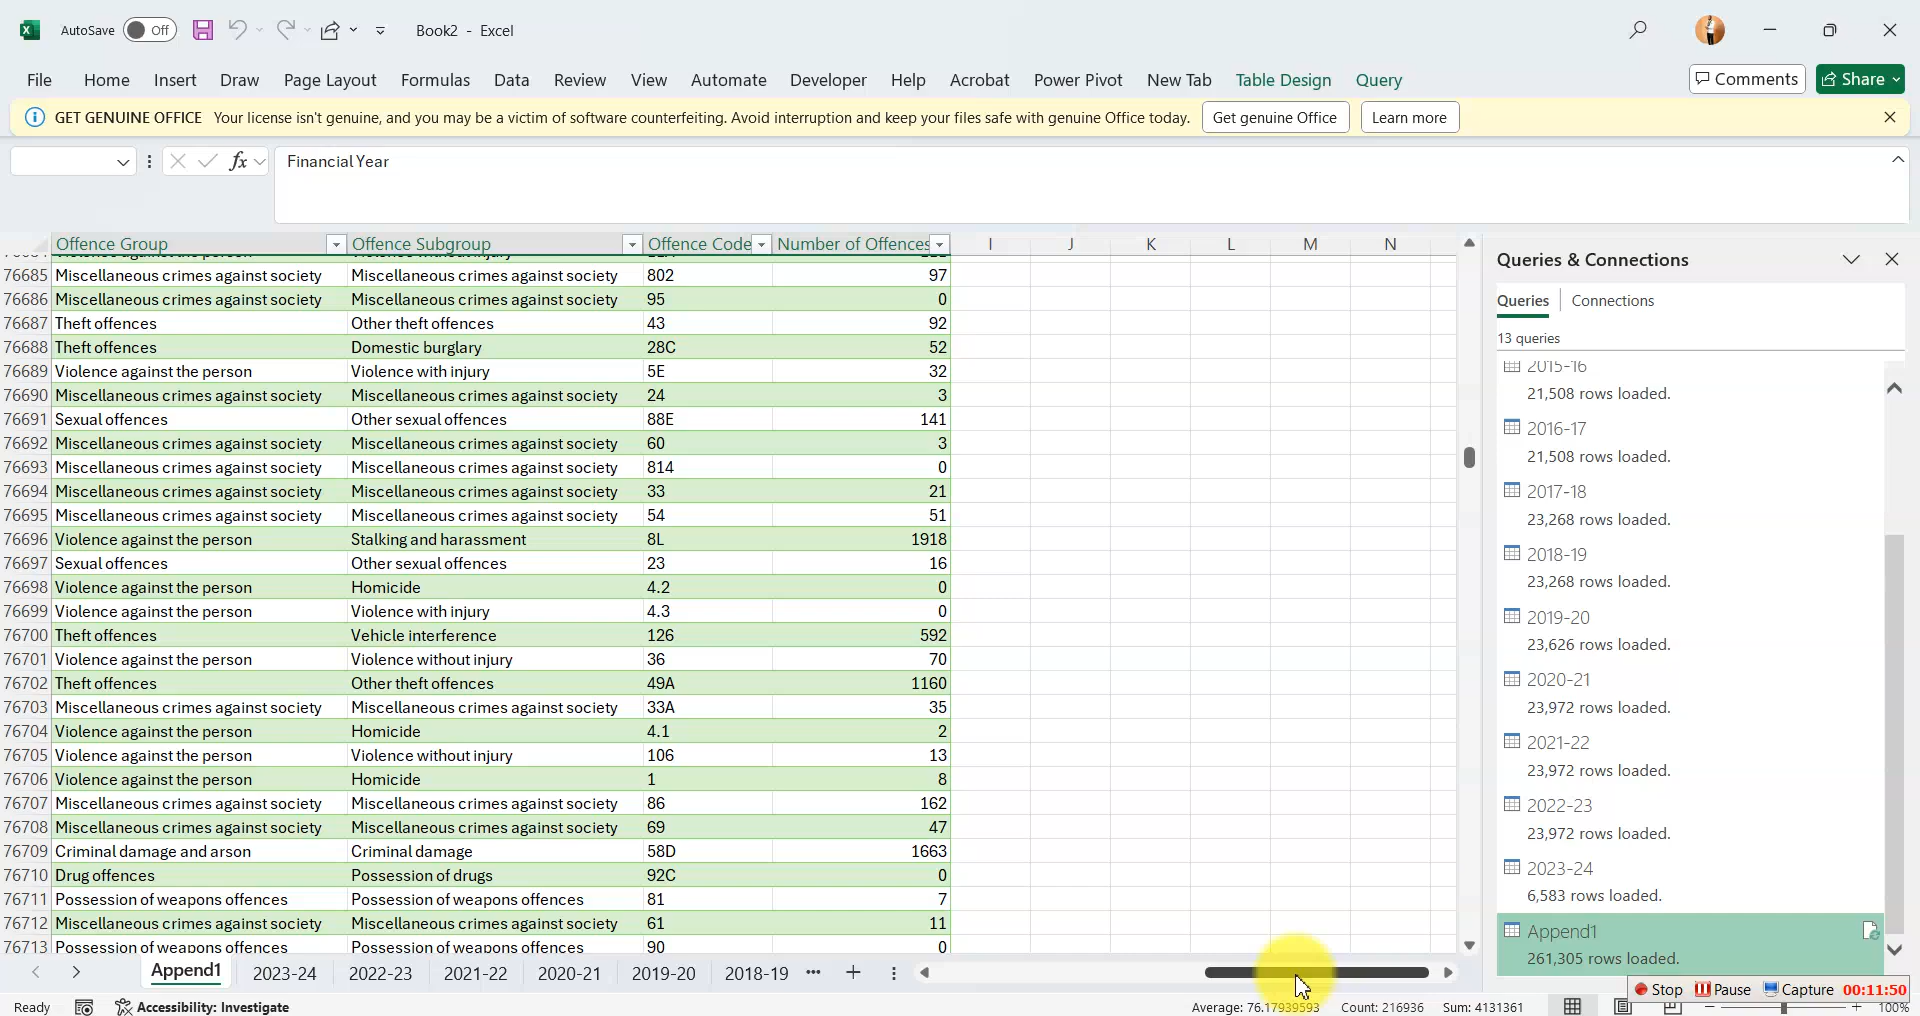 AutoSave Off Book2 - Excel
File Home Insert Draw Page Layout Formulas Data Review View Automate Developer Help Acrobat Power Pivot New Tab Table Design Query Comments Share
GET GENUINE OFFICE Your license isn't genuine, and you may be a victim of software counterfeiting. Avoid interruption and keep your files safe with genuine Office today. Get genuine Office Learn more
fx Financial Year
Offence Group Offence Subgroup Offence Code Number of Offences I J K L M N
76685 Miscellaneous crimes against society Miscellaneous crimes against society 802 97
76686 Miscellaneous crimes against society Miscellaneous crimes against society 95 0
76687 Theft offences Other theft offences 43 92
76688 Theft offences Domestic burglary 28C 52
76689 Violence against the person Violence with injury 5E 32
76690 Miscellaneous crimes against society Miscellaneous crimes against society 24 3
76691 Sexual offences Other sexual offences 88E 141
76692 Miscellaneous crimes against society Miscellaneous crimes against society 60 3
76693 Miscellaneous crimes against society Miscellaneous crimes against society 814 0
76694 Miscellaneous crimes against society Miscellaneous crimes against society 33 21
76695 Miscellaneous crimes against society Miscellaneous crimes against society 54 51
76696 Violence against the person Stalking and harassment 8L 1918
76697 Sexual offences Other sexual offences 23 16
76698 Violence against the person Homicide 4.2 0
76699 Violence against the person Violence with injury 4.3 0
76700 Theft offences Vehicle interference 126 592
76701 Violence against the person Violence without injury 36 70
76702 Theft offences Other theft offences 49A 1160
76703 Miscellaneous crimes against society Miscellaneous crimes against society 33A 35
76704 Violence against the person Homicide 4.1 2
76705 Violence against the person Violence without injury 106 13
76706 Violence against the person Homicide 1 8
76707 Miscellaneous crimes against society Miscellaneous crimes against society 86 162
76708 Miscellaneous crimes against society Miscellaneous crimes against society 69 47
76709 Criminal damage and arson Criminal damage 58D 1663
76710 Drug offences Possession of drugs 92C 0
76711 Possession of weapons offences Possession of weapons offences 81 7
76712 Miscellaneous crimes against society Miscellaneous crimes against society 61 11
76713 Possession of weapons offences Possession of weapons offences 90 0
Append1 2023-24 2022-23 2021-22 2020-21 2019-20 2018-19
Ready Accessibility: Investigate Average: 76.17939593 Count: 216936 Sum: 4131361 100%
Queries & Connections
Queries Connections
13 queries
2015-16
21,508 rows loaded.
2016-17
21,508 rows loaded.
2017-18
23,268 rows loaded.
2018-19
23,268 rows loaded.
2019-20
23,626 rows loaded.
2020-21
23,972 rows loaded.
2021-22
23,972 rows loaded.
2022-23
23,972 rows loaded.
2023-24
6,583 rows loaded.
Append1
261,305 rows loaded.
Stop Pause Capture 00:11:50